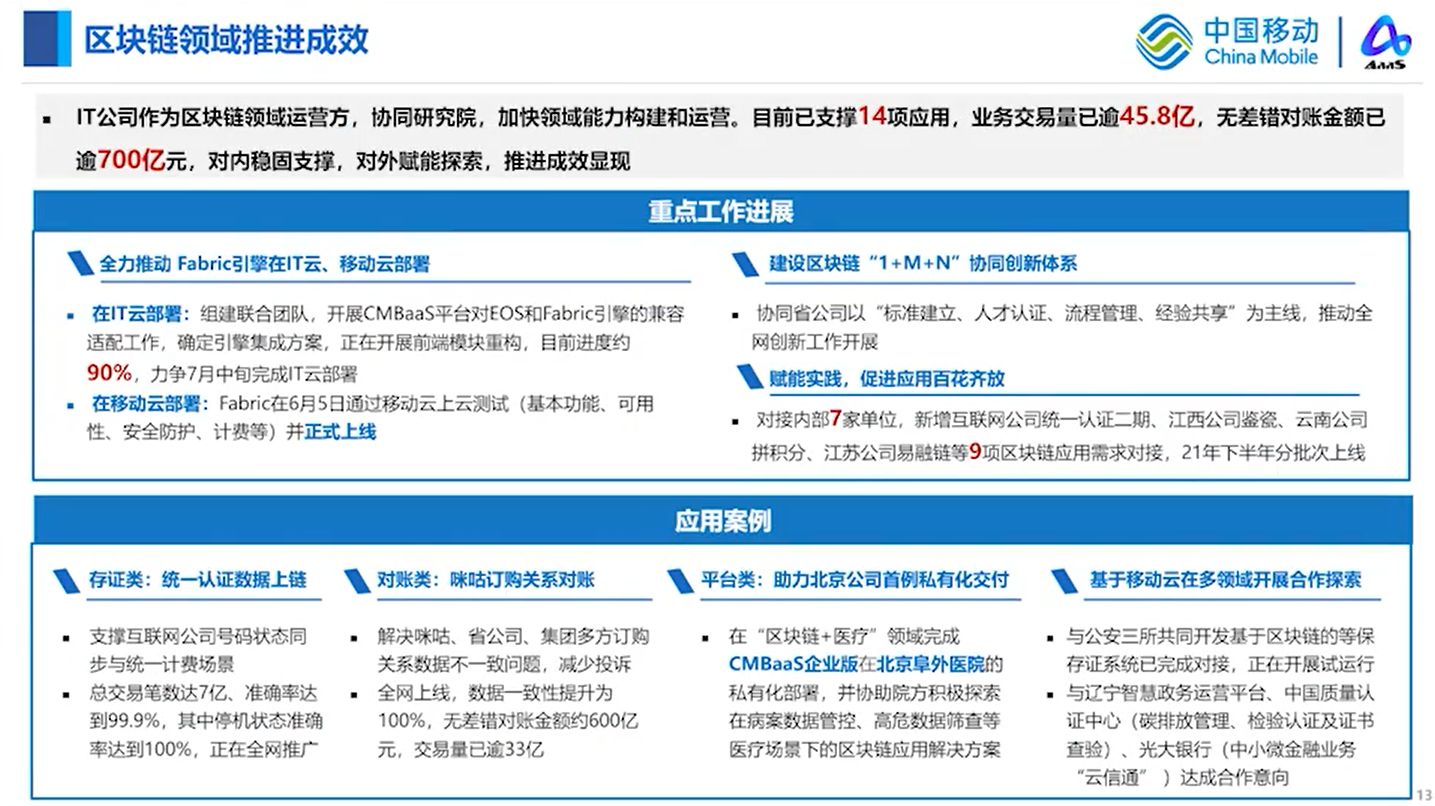 区块链领域推进成效
中国移动
China Mobile
AaaS
▪ IT公司作为区块链领域运营方，协同研究院，加快领域能力构建和运营。目前已支撑14项应用，业务交易量已逾45.8亿，无差错对账金额已
逾700亿元，对内稳固支撑，对外赋能探索，推进成效显现
重点工作进展
全力推动 Fabric引擎在IT云、移动云部署
▪ 在IT云部署：组建联合团队，开展CMBaaS平台对EOS和Fabric引擎的兼容
适配工作，确定引擎集成方案，正在开展前端模块重构，目前进度约
90%，力争7月中旬完成IT云部署
▪ 在移动云部署：Fabric在6月5日通过移动云上云测试（基本功能、可用
性、安全防护、计费等）并正式上线
建设区块链“1+M+N”协同创新体系
▪ 协同省公司以“标准建立、人才认证、流程管理、经验共享”为主线，推动全
网创新工作开展
赋能实践，促进应用百花齐放
▪ 对接内部7家单位，新增互联网公司统一认证二期、江西公司鉴瓷、云南公司
拼积分、江苏公司易融链等9项区块链应用需求对接，21年下半年分批次上线
应用案例
存证类：统一认证数据上链
▪ 支撑互联网公司号码状态同
步与统一计费场景
▪ 总交易笔数达7亿、准确率达
到99.9%，其中停机状态准确
率达到100%，正在全网推广
对账类：咪咕订购关系对账
▪ 解决咪咕、省公司、集团多方订购
关系数据不一致问题，减少投诉
▪ 全网上线，数据一致性提升为
100%，无差错对账金额约600亿
元，交易量已逾33亿
平台类：助力北京公司首例私有化交付
▪ 在“区块链+医疗”领域完成
CMBaaS企业版在北京阜外医院的
私有化部署，并协助院方积极探索
在病案数据管控、高危数据筛查等
医疗场景下的区块链应用解决方案
基于移动云在多领域开展合作探索
▪ 与公安三所共同开发基于区块链的等保
存证系统已完成对接，正在开展试运行
▪ 与辽宁智慧政务运营平台、中国质量认
证中心（碳排放管理、检验认证及证书
查验）、光大银行（中小微金融业务
“云信通” ）达成合作意向
13